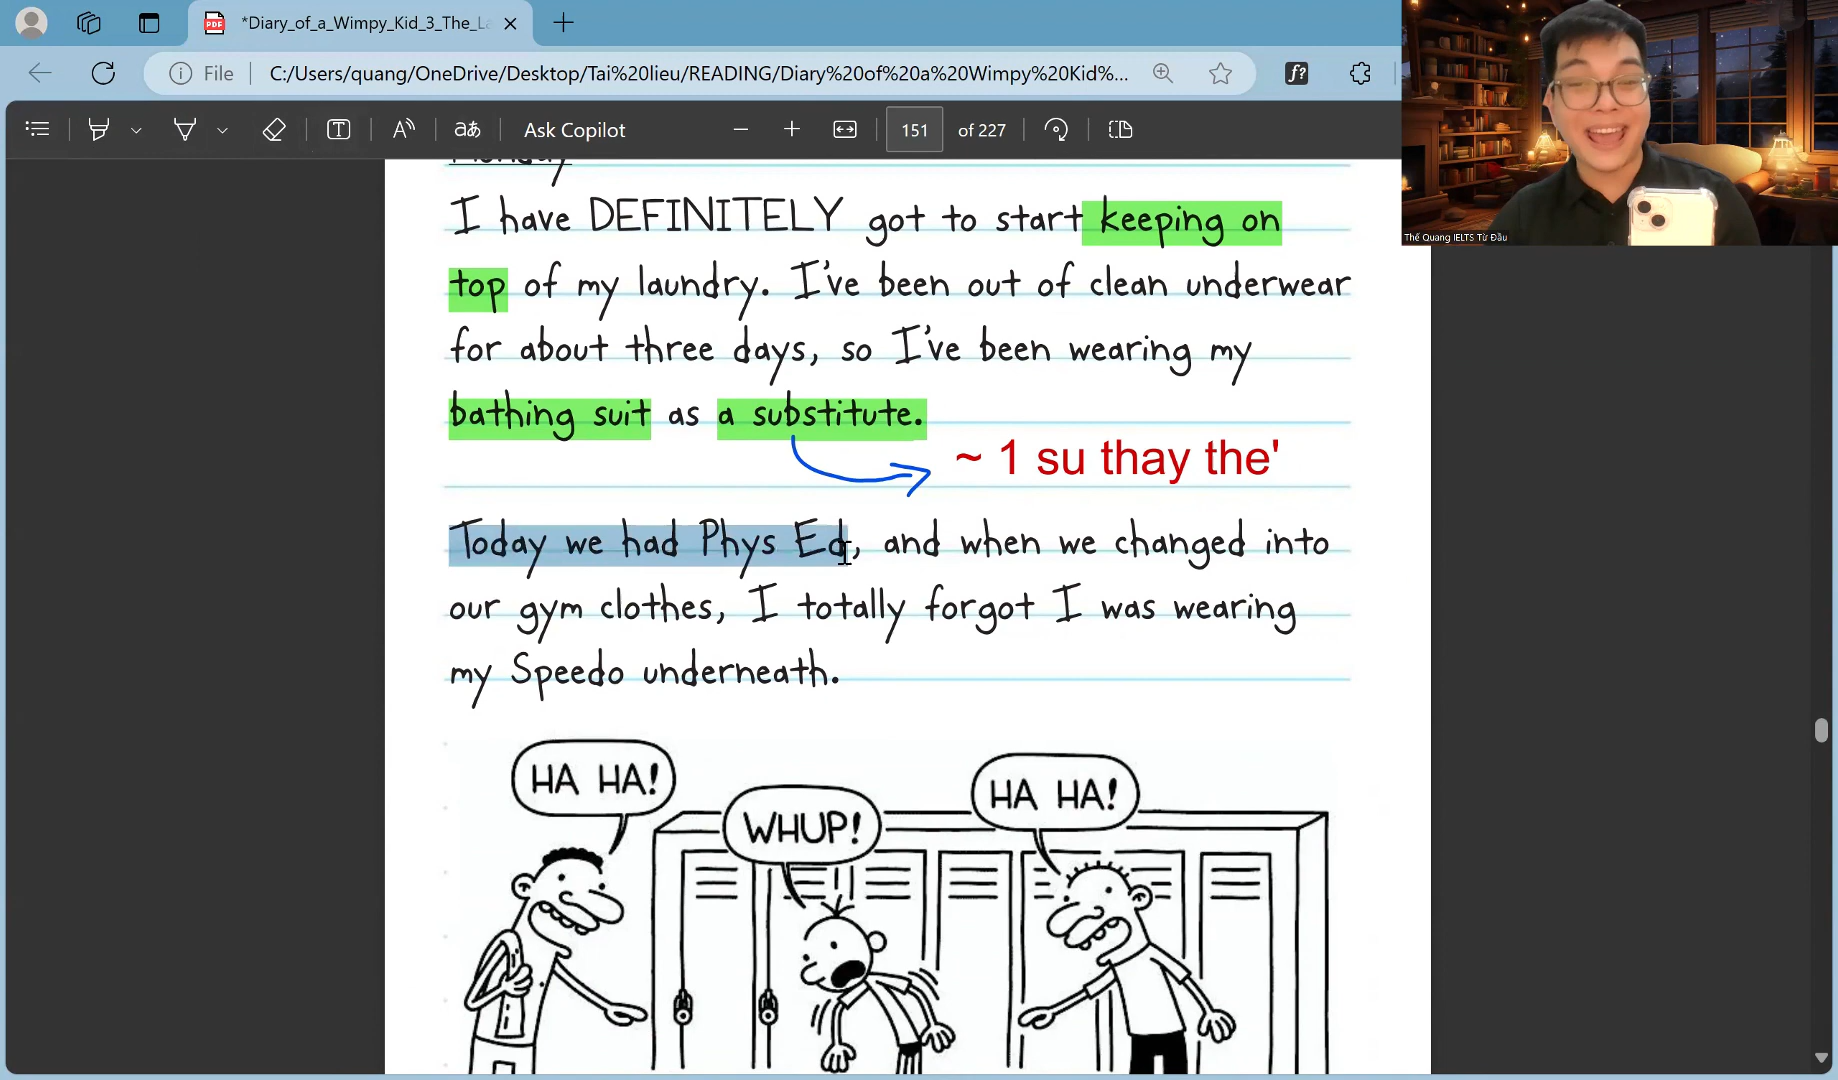 *Diary_of_a_Wimpy_Kid_3_The_La
File
C:/Users/quang/OneDrive/Desktop/Tai%20lieu/READING/Diary%20of%20a%20Wimpy%20Kid%...
Ask Copilot
151 of 227
Thế Quang IELTS Từ Đầu
Monday
I have DEFINITELY got to start keeping on
top of my laundry. I've been out of clean underwear
for about three days, so I've been wearing my
bathing suit as a substitute.
~ 1 su thay the'
Today we had Phys Ed, and when we changed into
our gym clothes, I totally forgot I was wearing
my Speedo underneath.
HA HA!
WHUP!
HA HA!